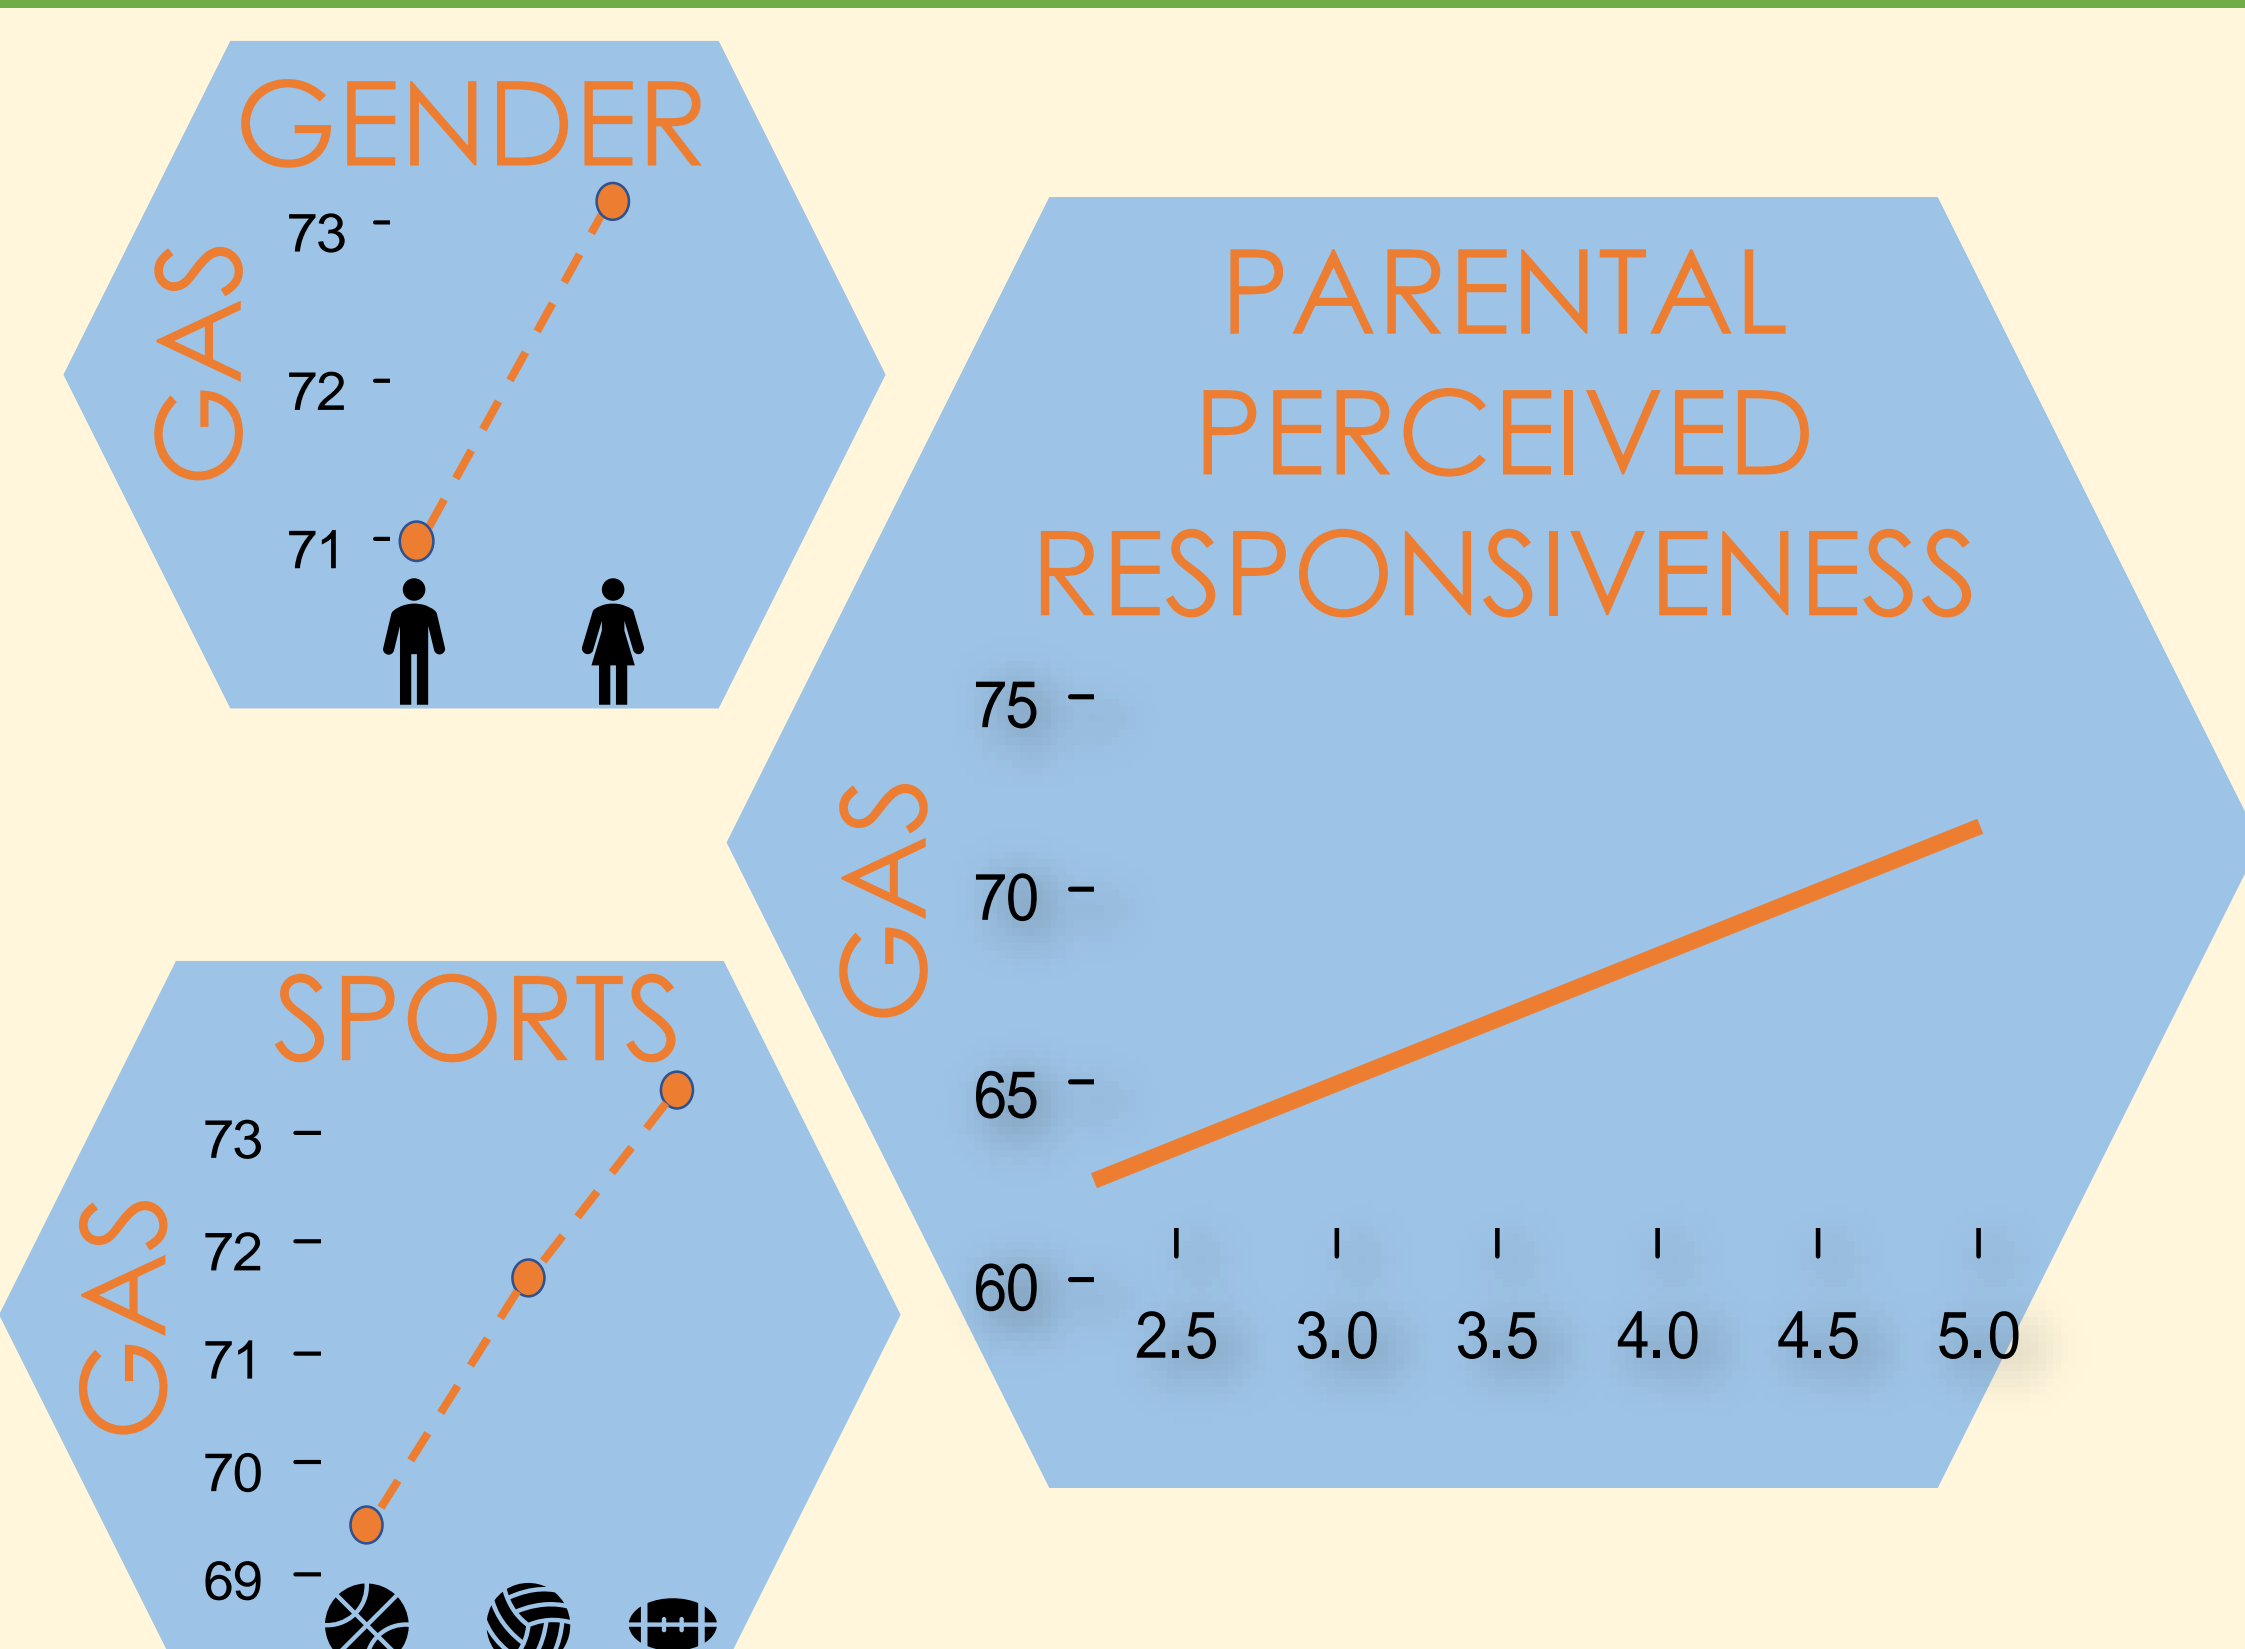 GENDER
GAS
73
72
71
PARENTAL
PERCEIVED
RESPONSIVENESS
GAS
75
70
65
60
2.5 3.0 3.5 4.0 4.5 5.0
SPORTS
GAS
73
72
71
70
69